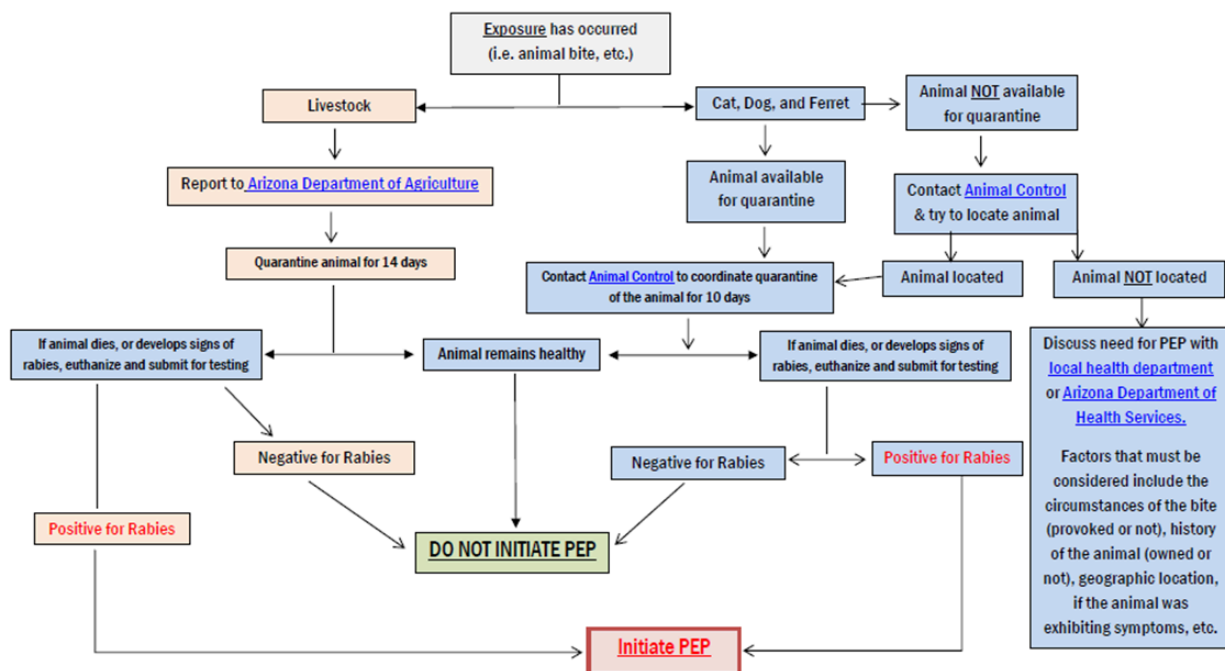 Exposure has occurred
(i.e. animal bite, etc.)
Livestock
Cat, Dog, and Ferret
Animal NOT available
for quarantine
Report to Arizona Department of Agriculture
Animal available
for quarantine
Contact Animal Control
& try to locate animal
Quarantine animal for 14 days
Contact Animal Control to coordinate quarantine
of the animal for 10 days
Animal located
Animal NOT located
If animal dies, or develops signs of
rabies, euthanize and submit for testing
Animal remains healthy
If animal dies, or develops signs of
rabies, euthanize and submit for testing
Discuss need for PEP with
local health department
or Arizona Department of
Health Services.
Factors that must be
considered include the
circumstances of the bite
(provoked or not), history
of the animal (owned or
not), geographic location,
if the animal was
exhibiting symptoms, etc.
Negative for Rabies
Negative for Rabies
Positive for Rabies
Positive for Rabies
DO NOT INITIATE PEP
Initiate PEP